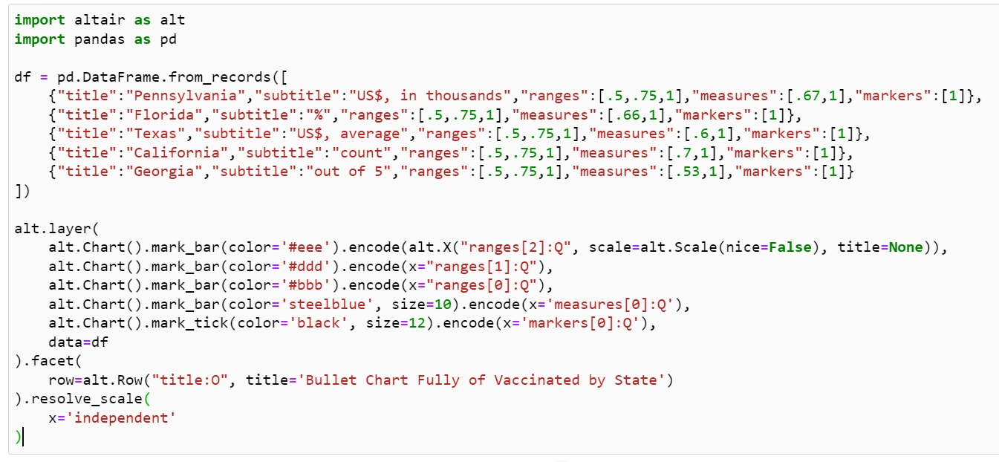 import altair as alt
import pandas as pd

df = pd.DataFrame.from_records([
    {"title":"Pennsylvania","subtitle":"US$, in thousands","ranges":[.5,.75,1],"measures":[.67,1],"markers":[1]},
    {"title":"Florida","subtitle":"%","ranges":[.5,.75,1],"measures":[.66,1],"markers":[1]},
    {"title":"Texas","subtitle":"US$, average","ranges":[.5,.75,1],"measures":[.6,1],"markers":[1]},
    {"title":"California","subtitle":"count","ranges":[.5,.75,1],"measures":[.7,1],"markers":[1]},
    {"title":"Georgia","subtitle":"out of 5","ranges":[.5,.75,1],"measures":[.53,1],"markers":[1]}
])

alt.layer(
    alt.Chart().mark_bar(color='#eee').encode(alt.X("ranges[2]:Q", scale=alt.Scale(nice=False), title=None)),
    alt.Chart().mark_bar(color='#ddd').encode(x="ranges[1]:Q"),
    alt.Chart().mark_bar(color='#bbb').encode(x="ranges[0]:Q"),
    alt.Chart().mark_bar(color='steelblue', size=10).encode(x='measures[0]:Q'),
    alt.Chart().mark_tick(color='black', size=12).encode(x='markers[0]:Q'),
    data=df
).facet(
    row=alt.Row("title:O", title='Bullet Chart Fully of Vaccinated by State')
).resolve_scale(
    x='independent'
)